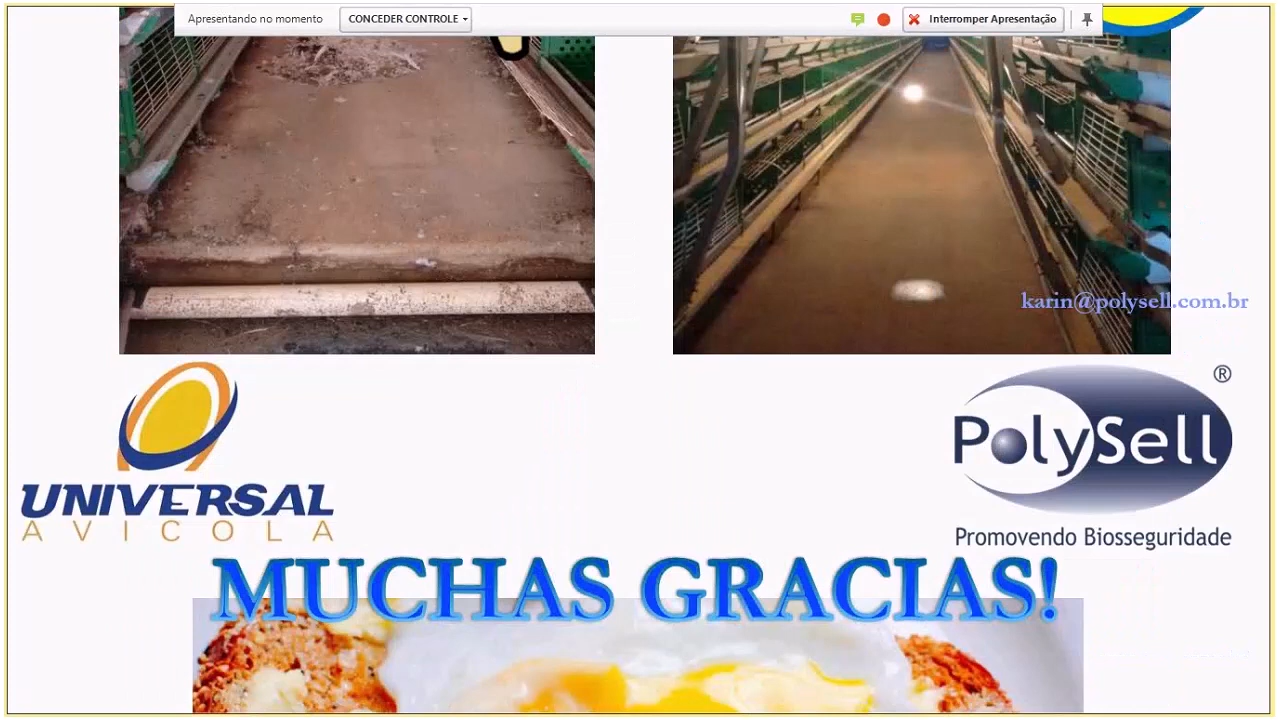 Apresentando no momento
CONCEDER CONTROLE
Interromper Apresentação
karin@polysell.com.br
PolySell®
Promovendo Biosseguridade
UNIVERSAL
AVICOLA
MUCHAS GRACIAS!